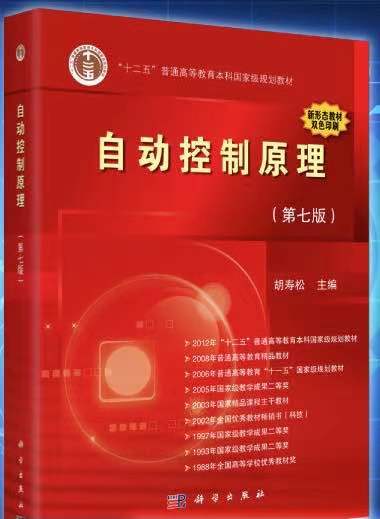 "十二五"普通高等教育本科国家级规划教材
新形态教材
双色印刷
自动控制原理
(第七版)
胡寿松 主编
2012年"十二五"普通高等教育本科国家级规划教材
2008年普通高等教育精品教材
2006年普通高等教育"十一五"国家级规划教材
2005年国家级教学成果二等奖
2003年国家精品课程主干教材
2002年全国优秀教材畅销书(科技)
1997年国家级教学成果二等奖
1993年国家级教学成果二等奖
1988年全国高等学校优秀教材奖
科学出版社
自动控制原理
(第七版)